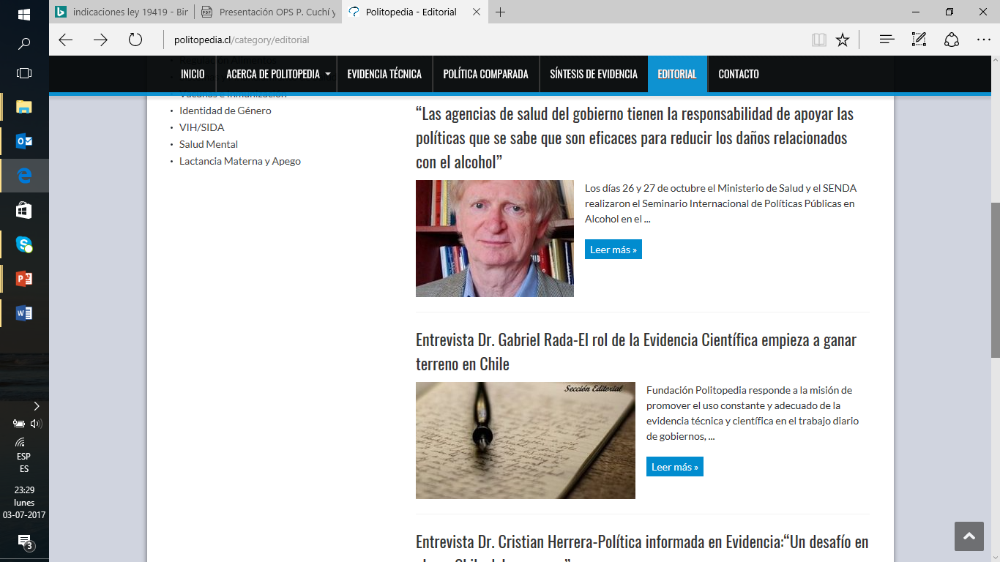 indicaciones ley 19419 - Bir
Presentación OPS P. Cuchí y
Politopedia - Editorial
politopedia.cl/category/editorial
INICIO
ACERCA DE POLITOPEDIA
EVIDENCIA TÉCNICA
POLÍTICA COMPARADA
SÍNTESIS DE EVIDENCIA
EDITORIAL
CONTACTO
Vacunas e Inmunización
Identidad de Género
VIH/SIDA
Salud Mental
Lactancia Materna y Apego
“Las agencias de salud del gobierno tienen la responsabilidad de apoyar las
políticas que se sabe que son eficaces para reducir los daños relacionados
con el alcohol”
Los días 26 y 27 de octubre el Ministerio de Salud y el SENDA
realizaron el Seminario Internacional de Políticas Públicas en
Alcohol en el ...
Leer más »
Entrevista Dr. Gabriel Rada-El rol de la Evidencia Científica empieza a ganar
terreno en Chile
Sección Editorial
Fundación Politopedia responde a la misión de
promover el uso constante y adecuado de la
evidencia técnica y científica en el trabajo diario
de gobiernos, ...
Leer más »
Entrevista Dr. Cristian Herrera-Política informada en Evidencia:“Un desafío en
ESP
ES
23:29
lunes
03-07-2017
3